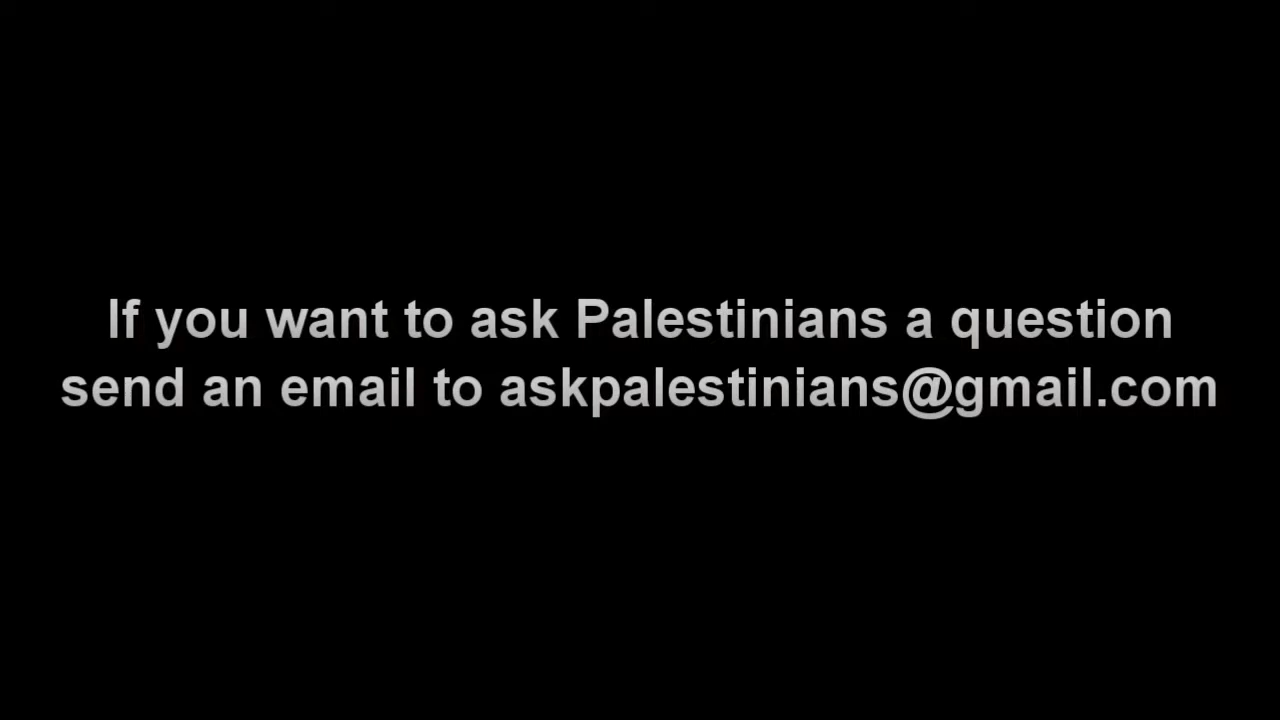 If you want to ask Palestinians a question
send an email to askpalestinians@gmail.com